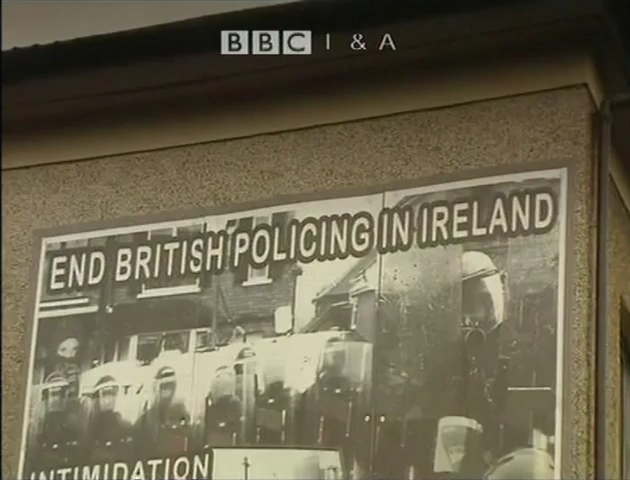 BBC I & A
END BRITISH POLICING IN IRELAND
INTIMIDATION